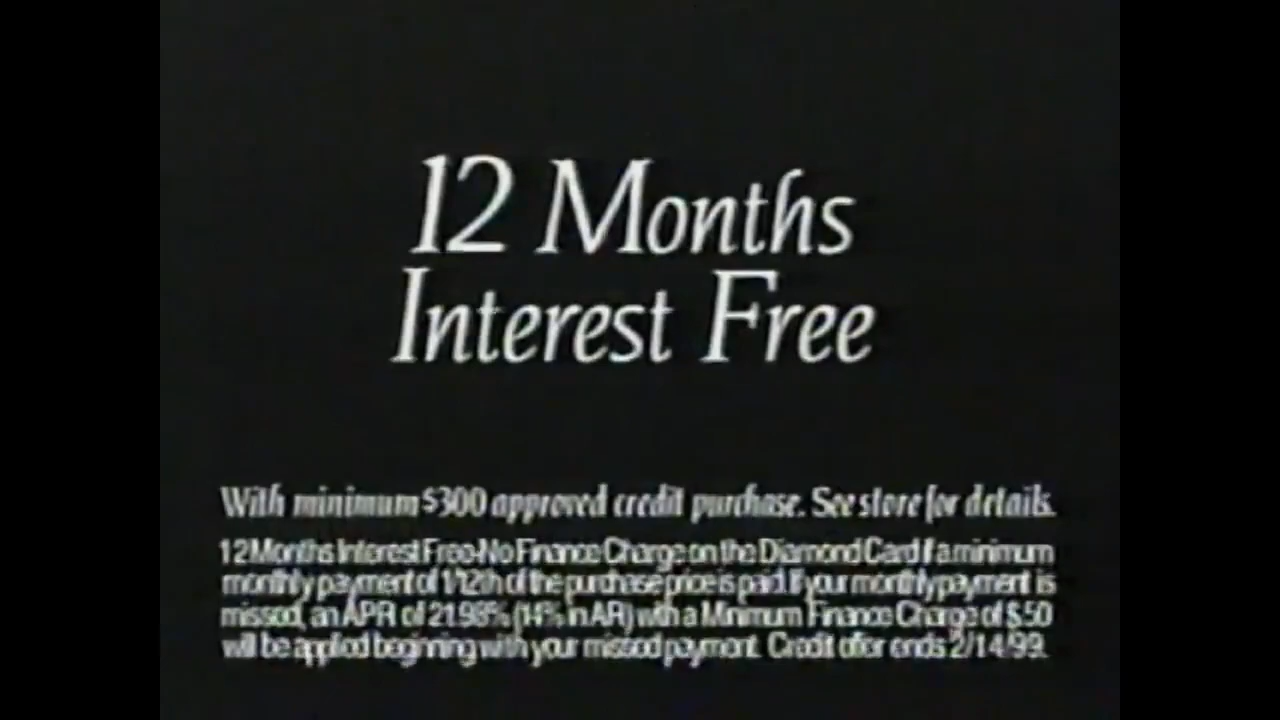 12 Months
Interest Free
With minimum $300 approved credit purchase. See store for details.
12 Months Interest Free-No Finance Charge on the Diamond Card if a minimum
monthly payment of 1/12th of the purchase price is paid. If your monthly payment is
missed, an APR of 21.98% (14% in AR) with a Minimum Finance Charge of $.50
will be applied beginning with your missed payment. Credit offer ends 2/14/99.